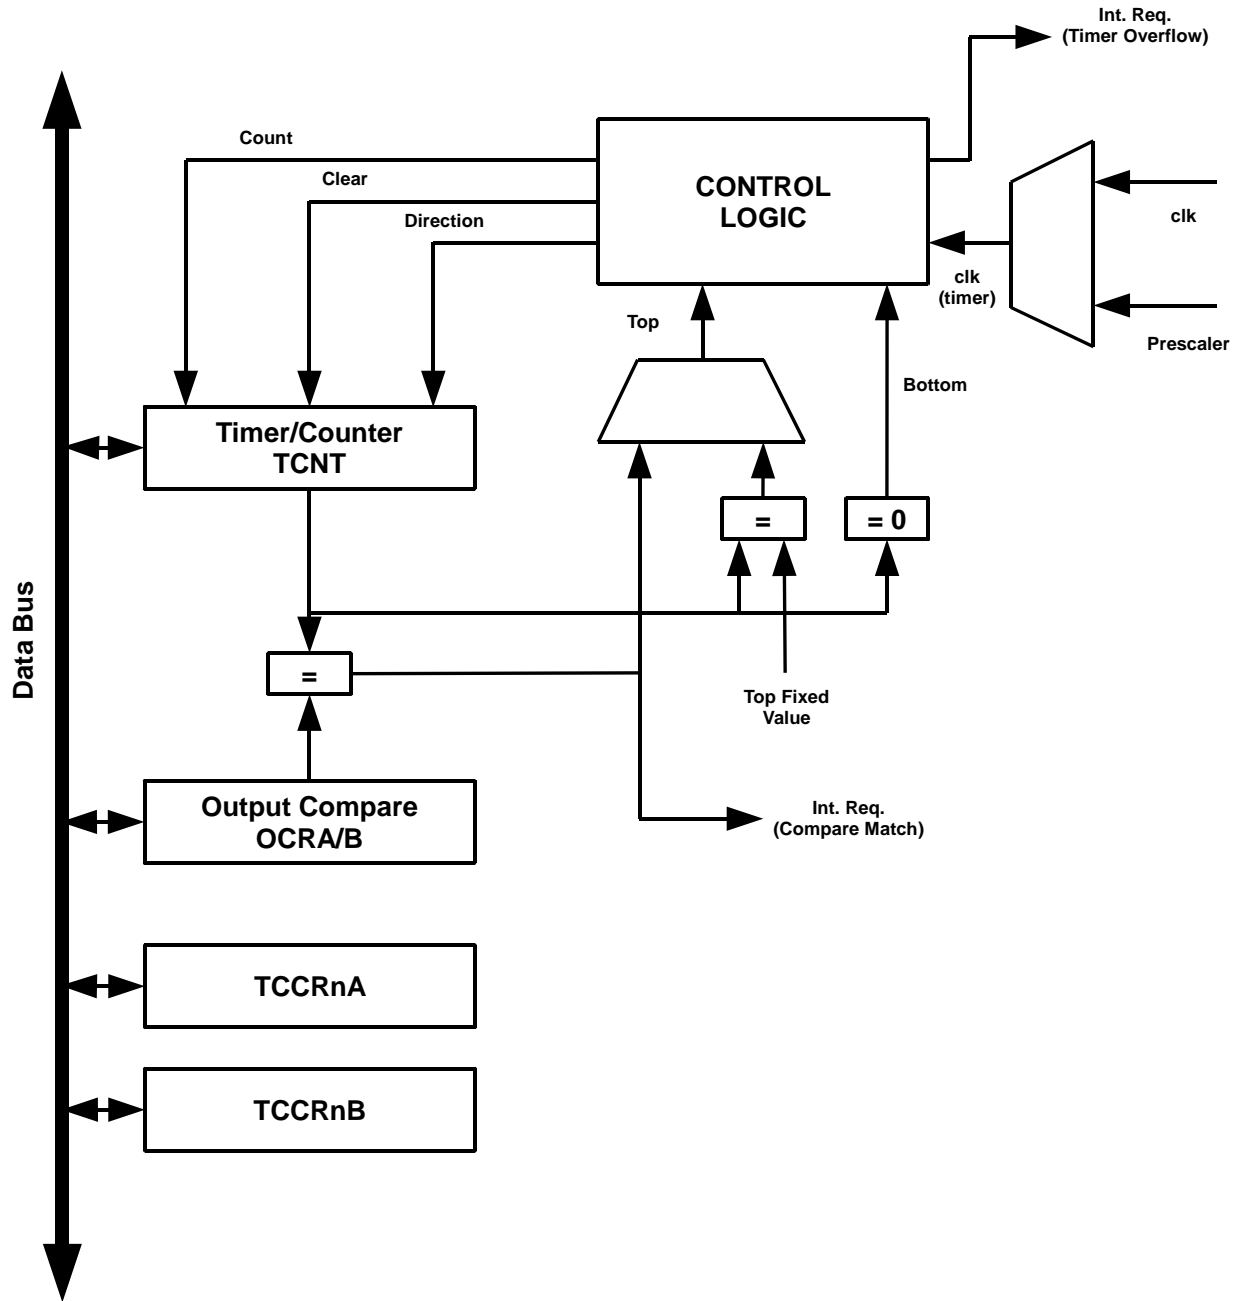 Int. Req.
(Timer Overflow)
Count
Clear
Direction
CONTROL
LOGIC
clk
clk
(timer)
Prescaler
Top
Bottom
Timer/Counter
TCNT
=
= 0
Data Bus
=
Top Fixed
Value
Output Compare
OCRA/B
Int. Req.
(Compare Match)
TCCRnA
TCCRnB